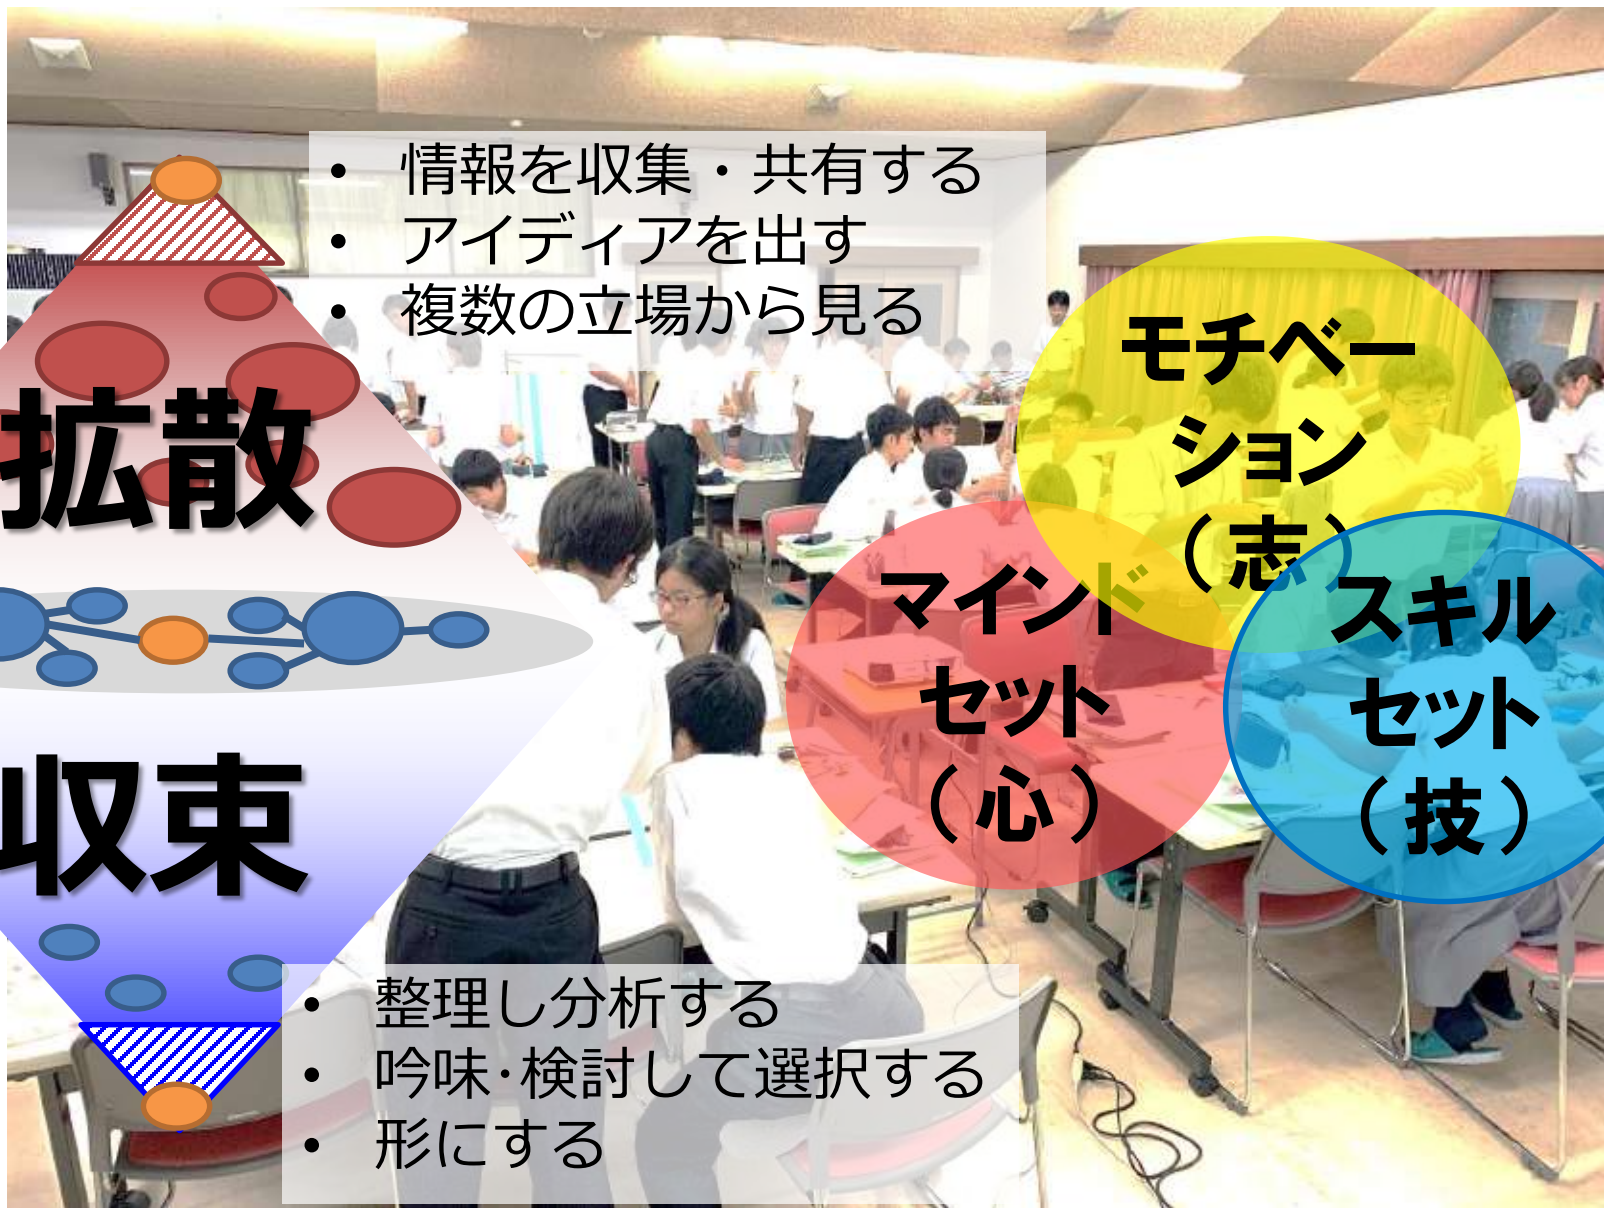 • 情報を収集・共有する
• アイディアを出す
• 複数の立場から見る
拡散
収束
モチベー
ション
（志）
マインド
セット
（心）
スキル
セット
（技）
• 整理し分析する
• 吟味･検討して選択する
• 形にする